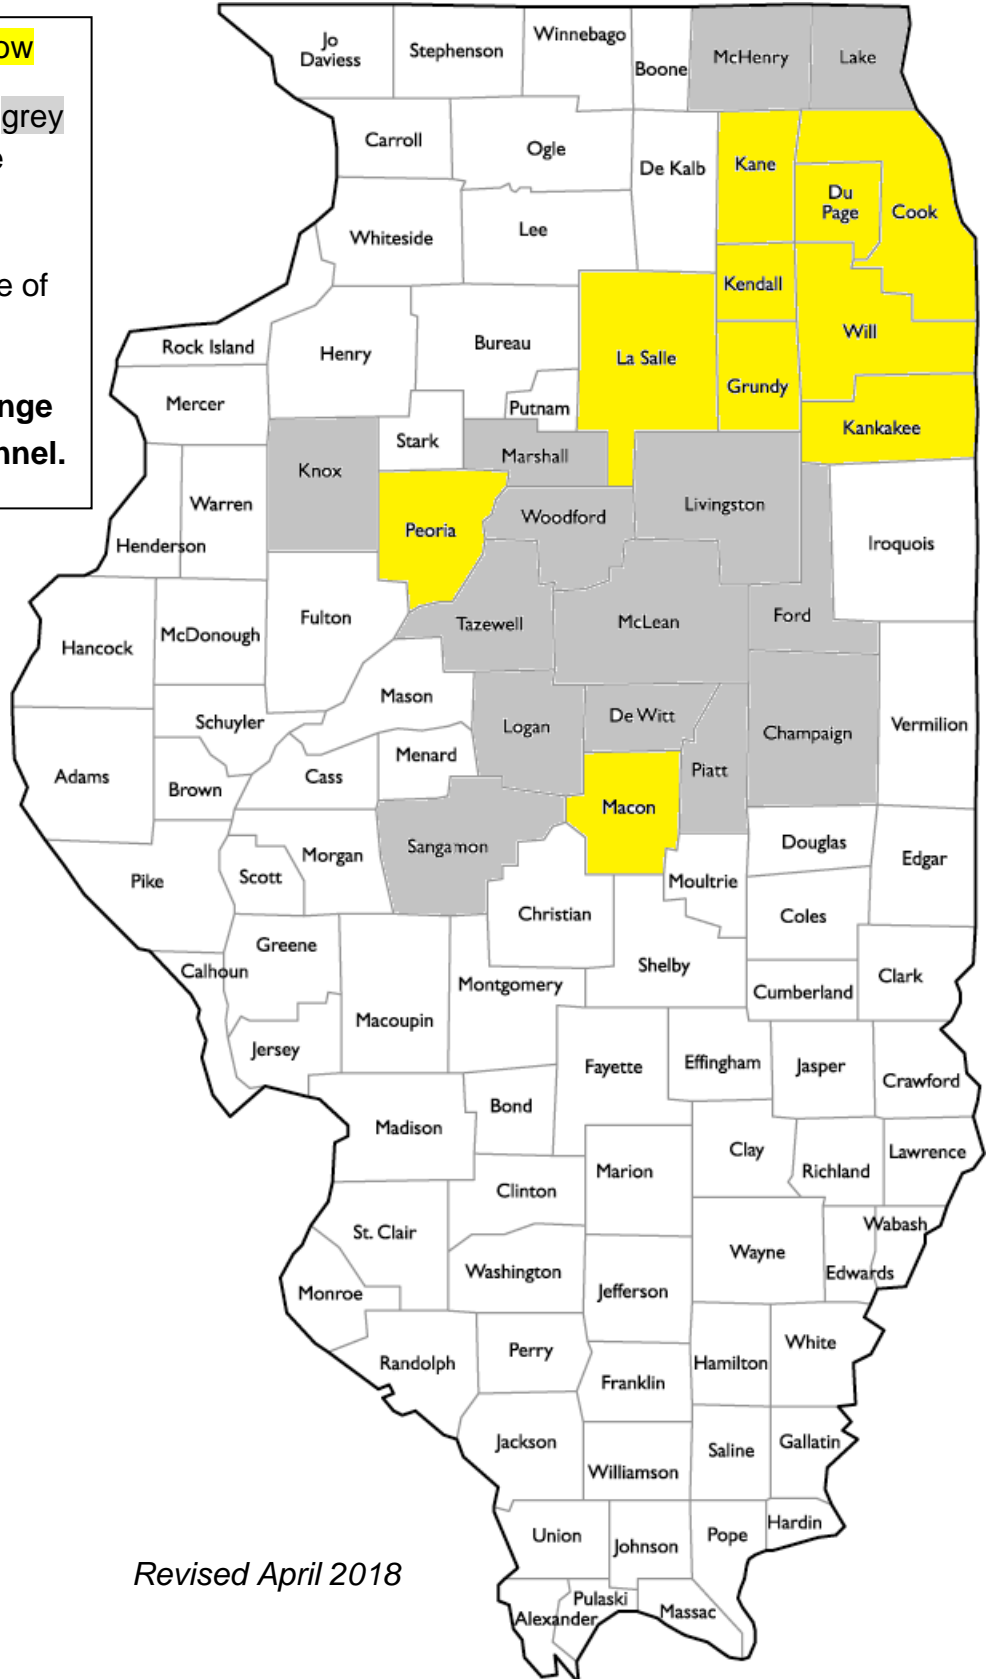 ow
grey
e
e of
nge
nnel.
Jo
Daviess
Stephenson
Winnebago
Boone
McHenry
Lake
Carroll
Ogle
De Kalb
Kane
Du
Page
Cook
Whiteside
Lee
Kendall
Rock Island
Henry
Bureau
La Salle
Will
Grundy
Mercer
Putnam
Kankakee
Stark
Marshall
Knox
Warren
Peoria
Woodford
Livingston
Henderson
Iroquois
Hancock
McDonough
Fulton
Tazewell
McLean
Ford
Mason
Schuyler
Logan
De Witt
Champaign
Vermilion
Adams
Brown
Cass
Menard
Piatt
Macon
Sangamon
Douglas
Edgar
Pike
Scott
Morgan
Moultrie
Christian
Coles
Greene
Calhoun
Montgomery
Shelby
Cumberland
Clark
Macoupin
Jersey
Fayette
Effingham
Jasper
Crawford
Bond
Madison
Clay
Lawrence
Marion
Richland
Clinton
St. Clair
Wabash
Wayne
Washington
Edwards
Monroe
Jefferson
Perry
Randolph
Franklin
Hamilton
White
Jackson
Williamson
Saline
Gallatin
Union
Johnson
Pope
Hardin
Revised April 2018
Pulaski
Alexander
Massac